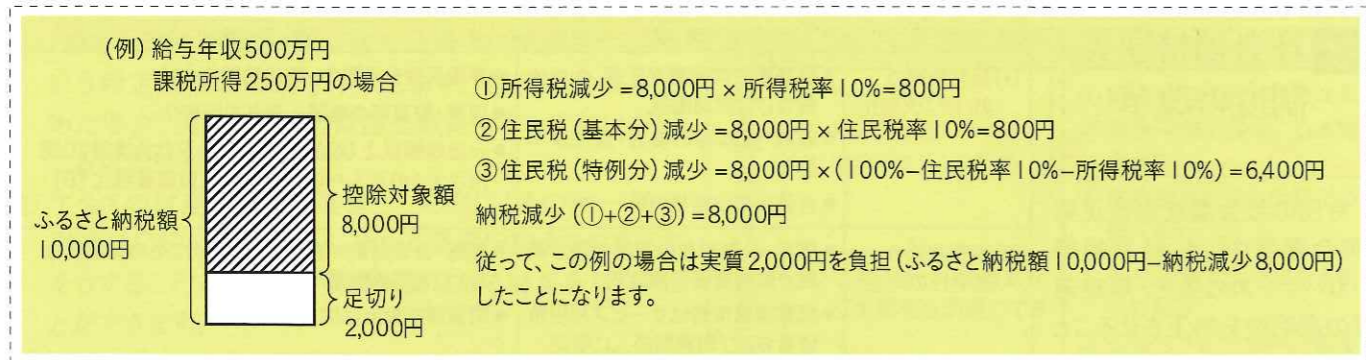 (例) 給与年収500万円
課税所得250万円の場合
ふるさと納税額
10,000円
控除対象額
8,000円
足切り
2,000円
①所得税減少=8,000円×所得税率10%=800円
②住民税(基本分)減少=8,000円×住民税率10%=800円
③住民税(特例分)減少=8,000円×(100%−住民税率10%−所得税率10%)=6,400円
納税減少(①+②+③)=8,000円
従って、この例の場合は実質2,000円を負担(ふるさと納税額10,000円−納税減少8,000円)
したことになります。